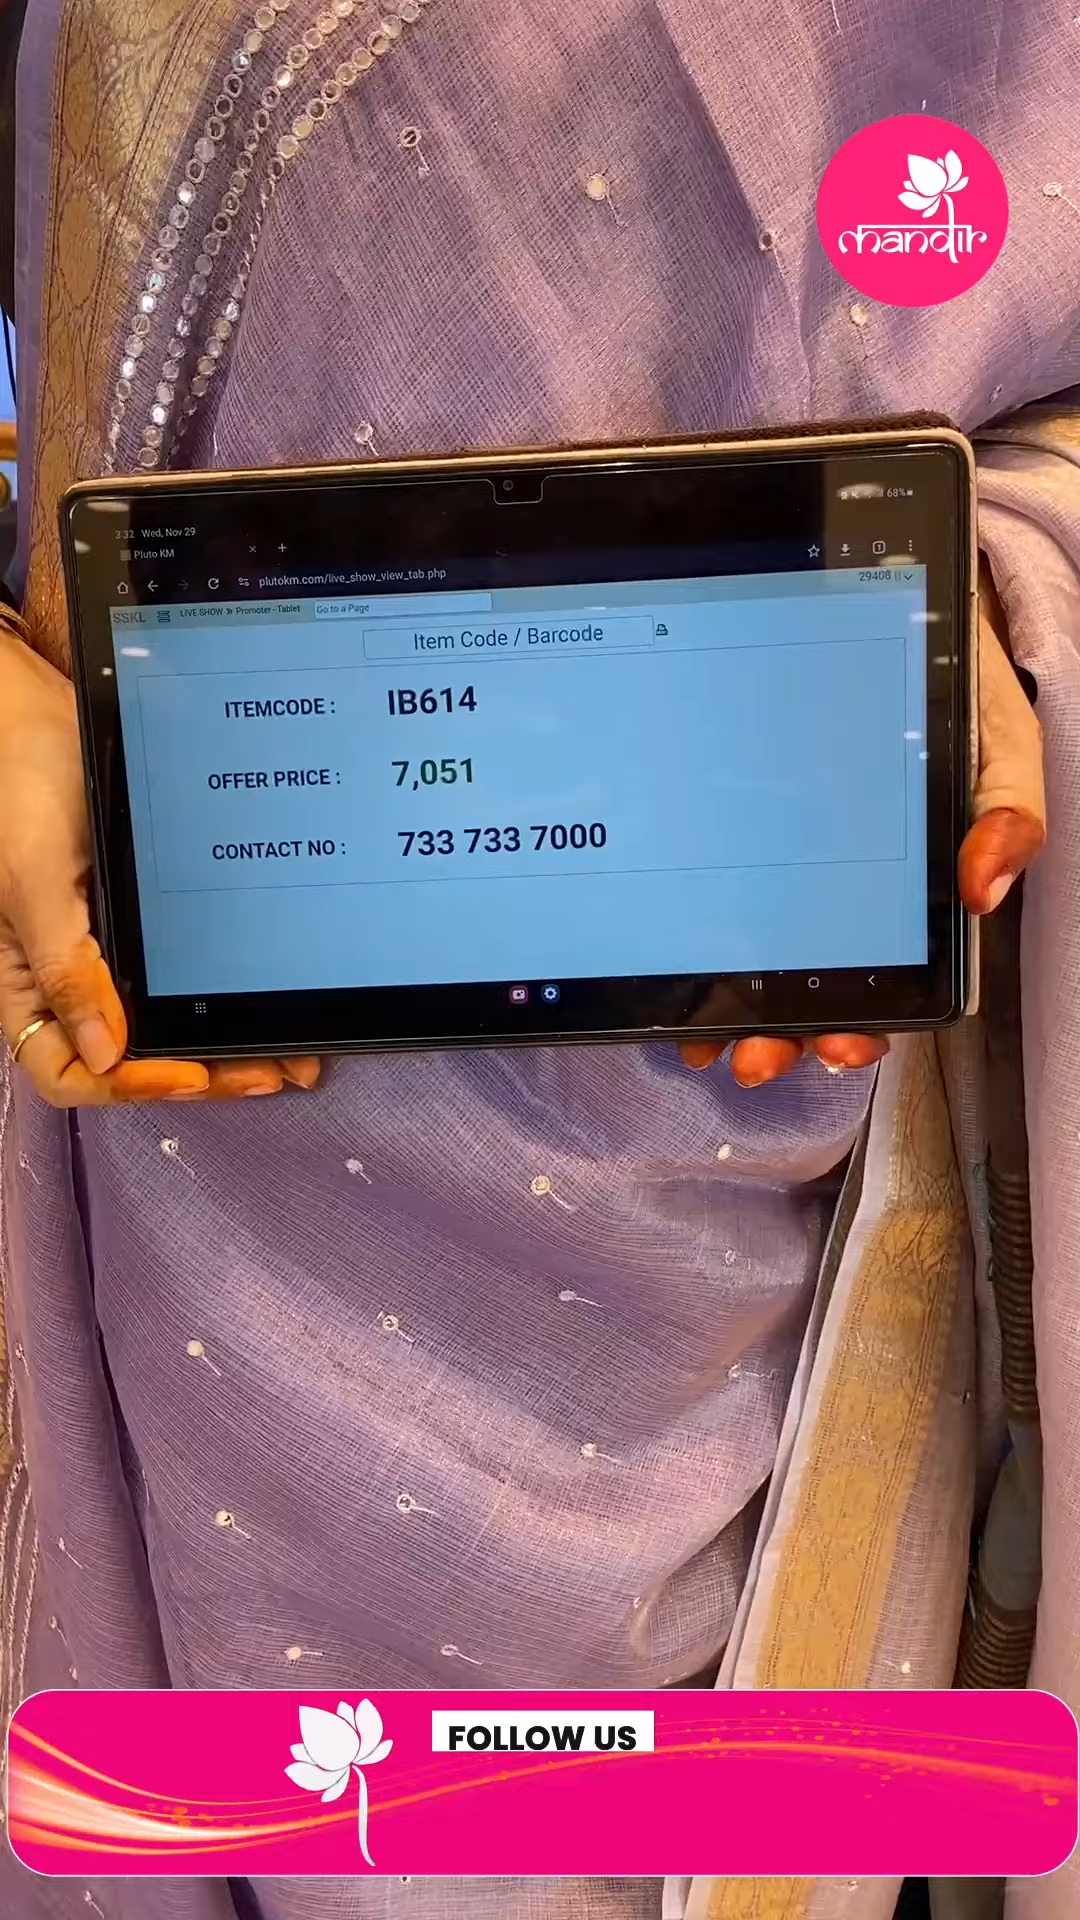 mandir
3:32 Wed, Nov 29
68%
Pluto KM
plutokm.com/live_show_view_tab.php
29408
SSKL
LIVE SHOW » Promoter - Tablet
Go to a Page
Item Code / Barcode
ITEMCODE : IB614
OFFER PRICE : 7,051
CONTACT NO : 733 733 7000
FOLLOW US